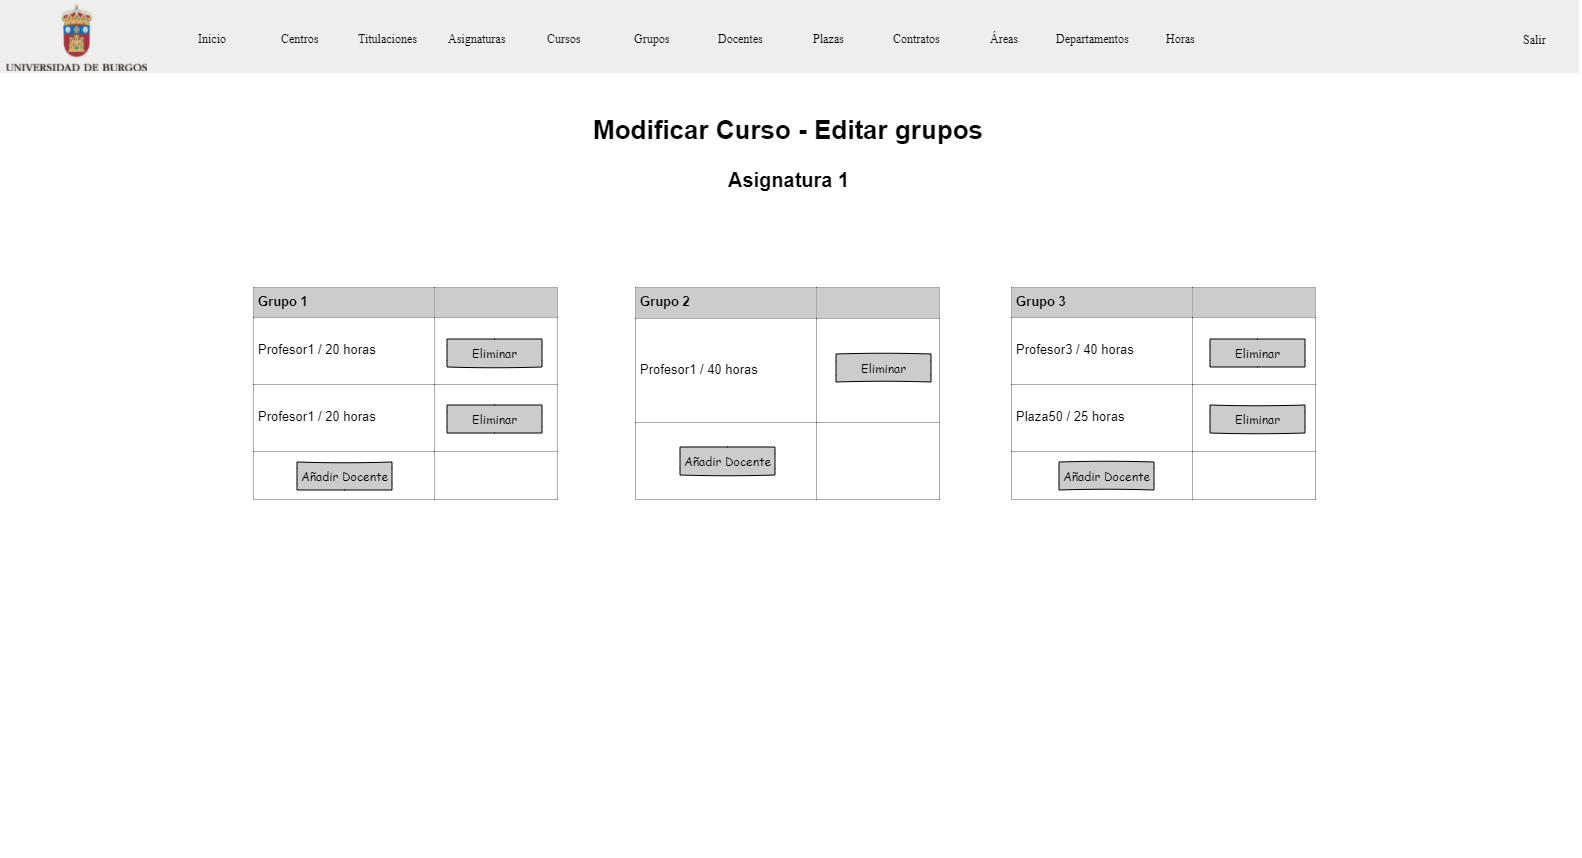 UNIVERSIDAD DE BURGOS
Inicio Centros Titulaciones Asignaturas Cursos Grupos Docentes Plazas Contratos Áreas Departamentos Horas Salir
Modificar Curso - Editar grupos
Asignatura 1
Grupo 1
Profesor1 / 20 horas Eliminar
Profesor1 / 20 horas Eliminar
Añadir Docente
Grupo 2
Profesor1 / 40 horas Eliminar
Añadir Docente
Grupo 3
Profesor3 / 40 horas Eliminar
Plaza50 / 25 horas Eliminar
Añadir Docente